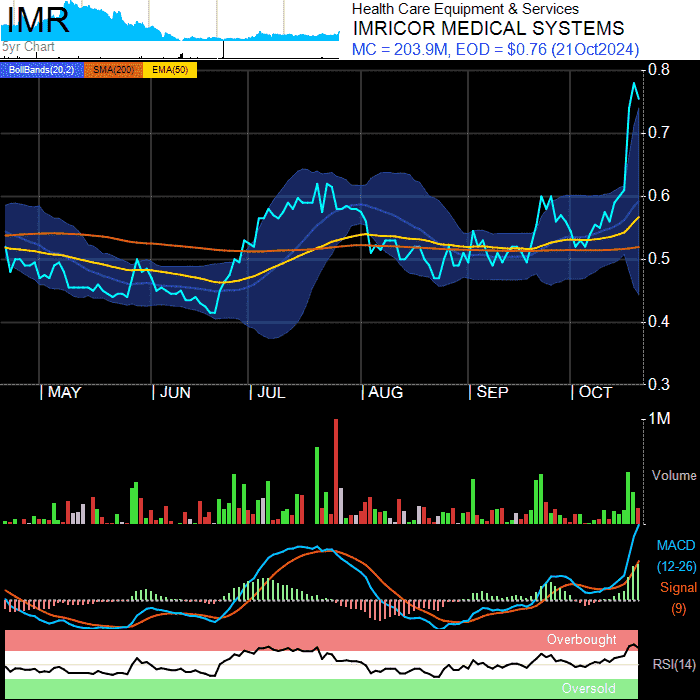 IMR
Health Care Equipment & Services
IMRICOR MEDICAL SYSTEMS
5yr Chart
MC = 203.9M, EOD = $0.76 (21Oct2024)
BollBands(20,2) SMA(200) EMA(50)
0.8
0.7
0.6
0.5
0.4
0.3
MAY JUN JUL AUG SEP OCT
1M
Volume
MACD
(12-26)
Signal
(9)
Overbought
RSI(14)
Oversold